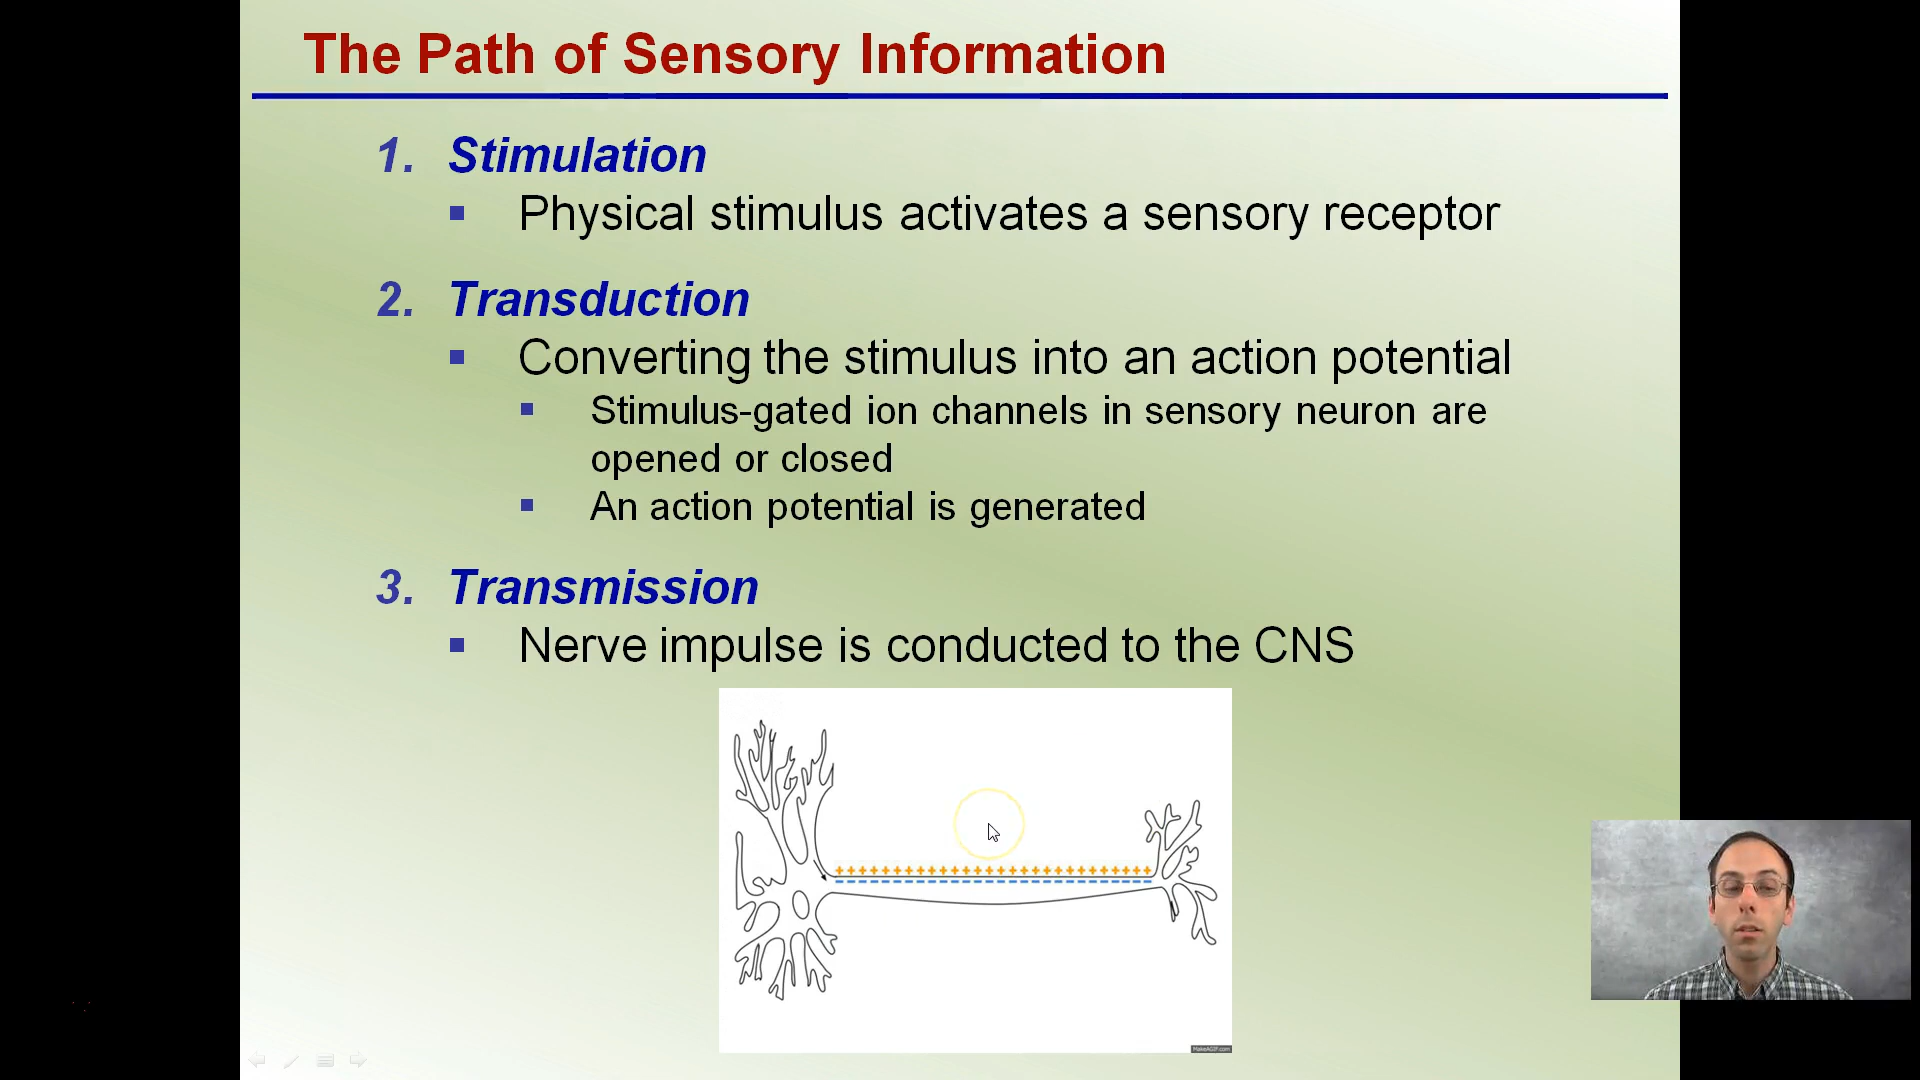 The Path of Sensory Information
1. Stimulation
▪ Physical stimulus activates a sensory receptor
2. Transduction
▪ Converting the stimulus into an action potential
▪ Stimulus-gated ion channels in sensory neuron are
opened or closed
▪ An action potential is generated
3. Transmission
▪ Nerve impulse is conducted to the CNS
MakeAGIF.com